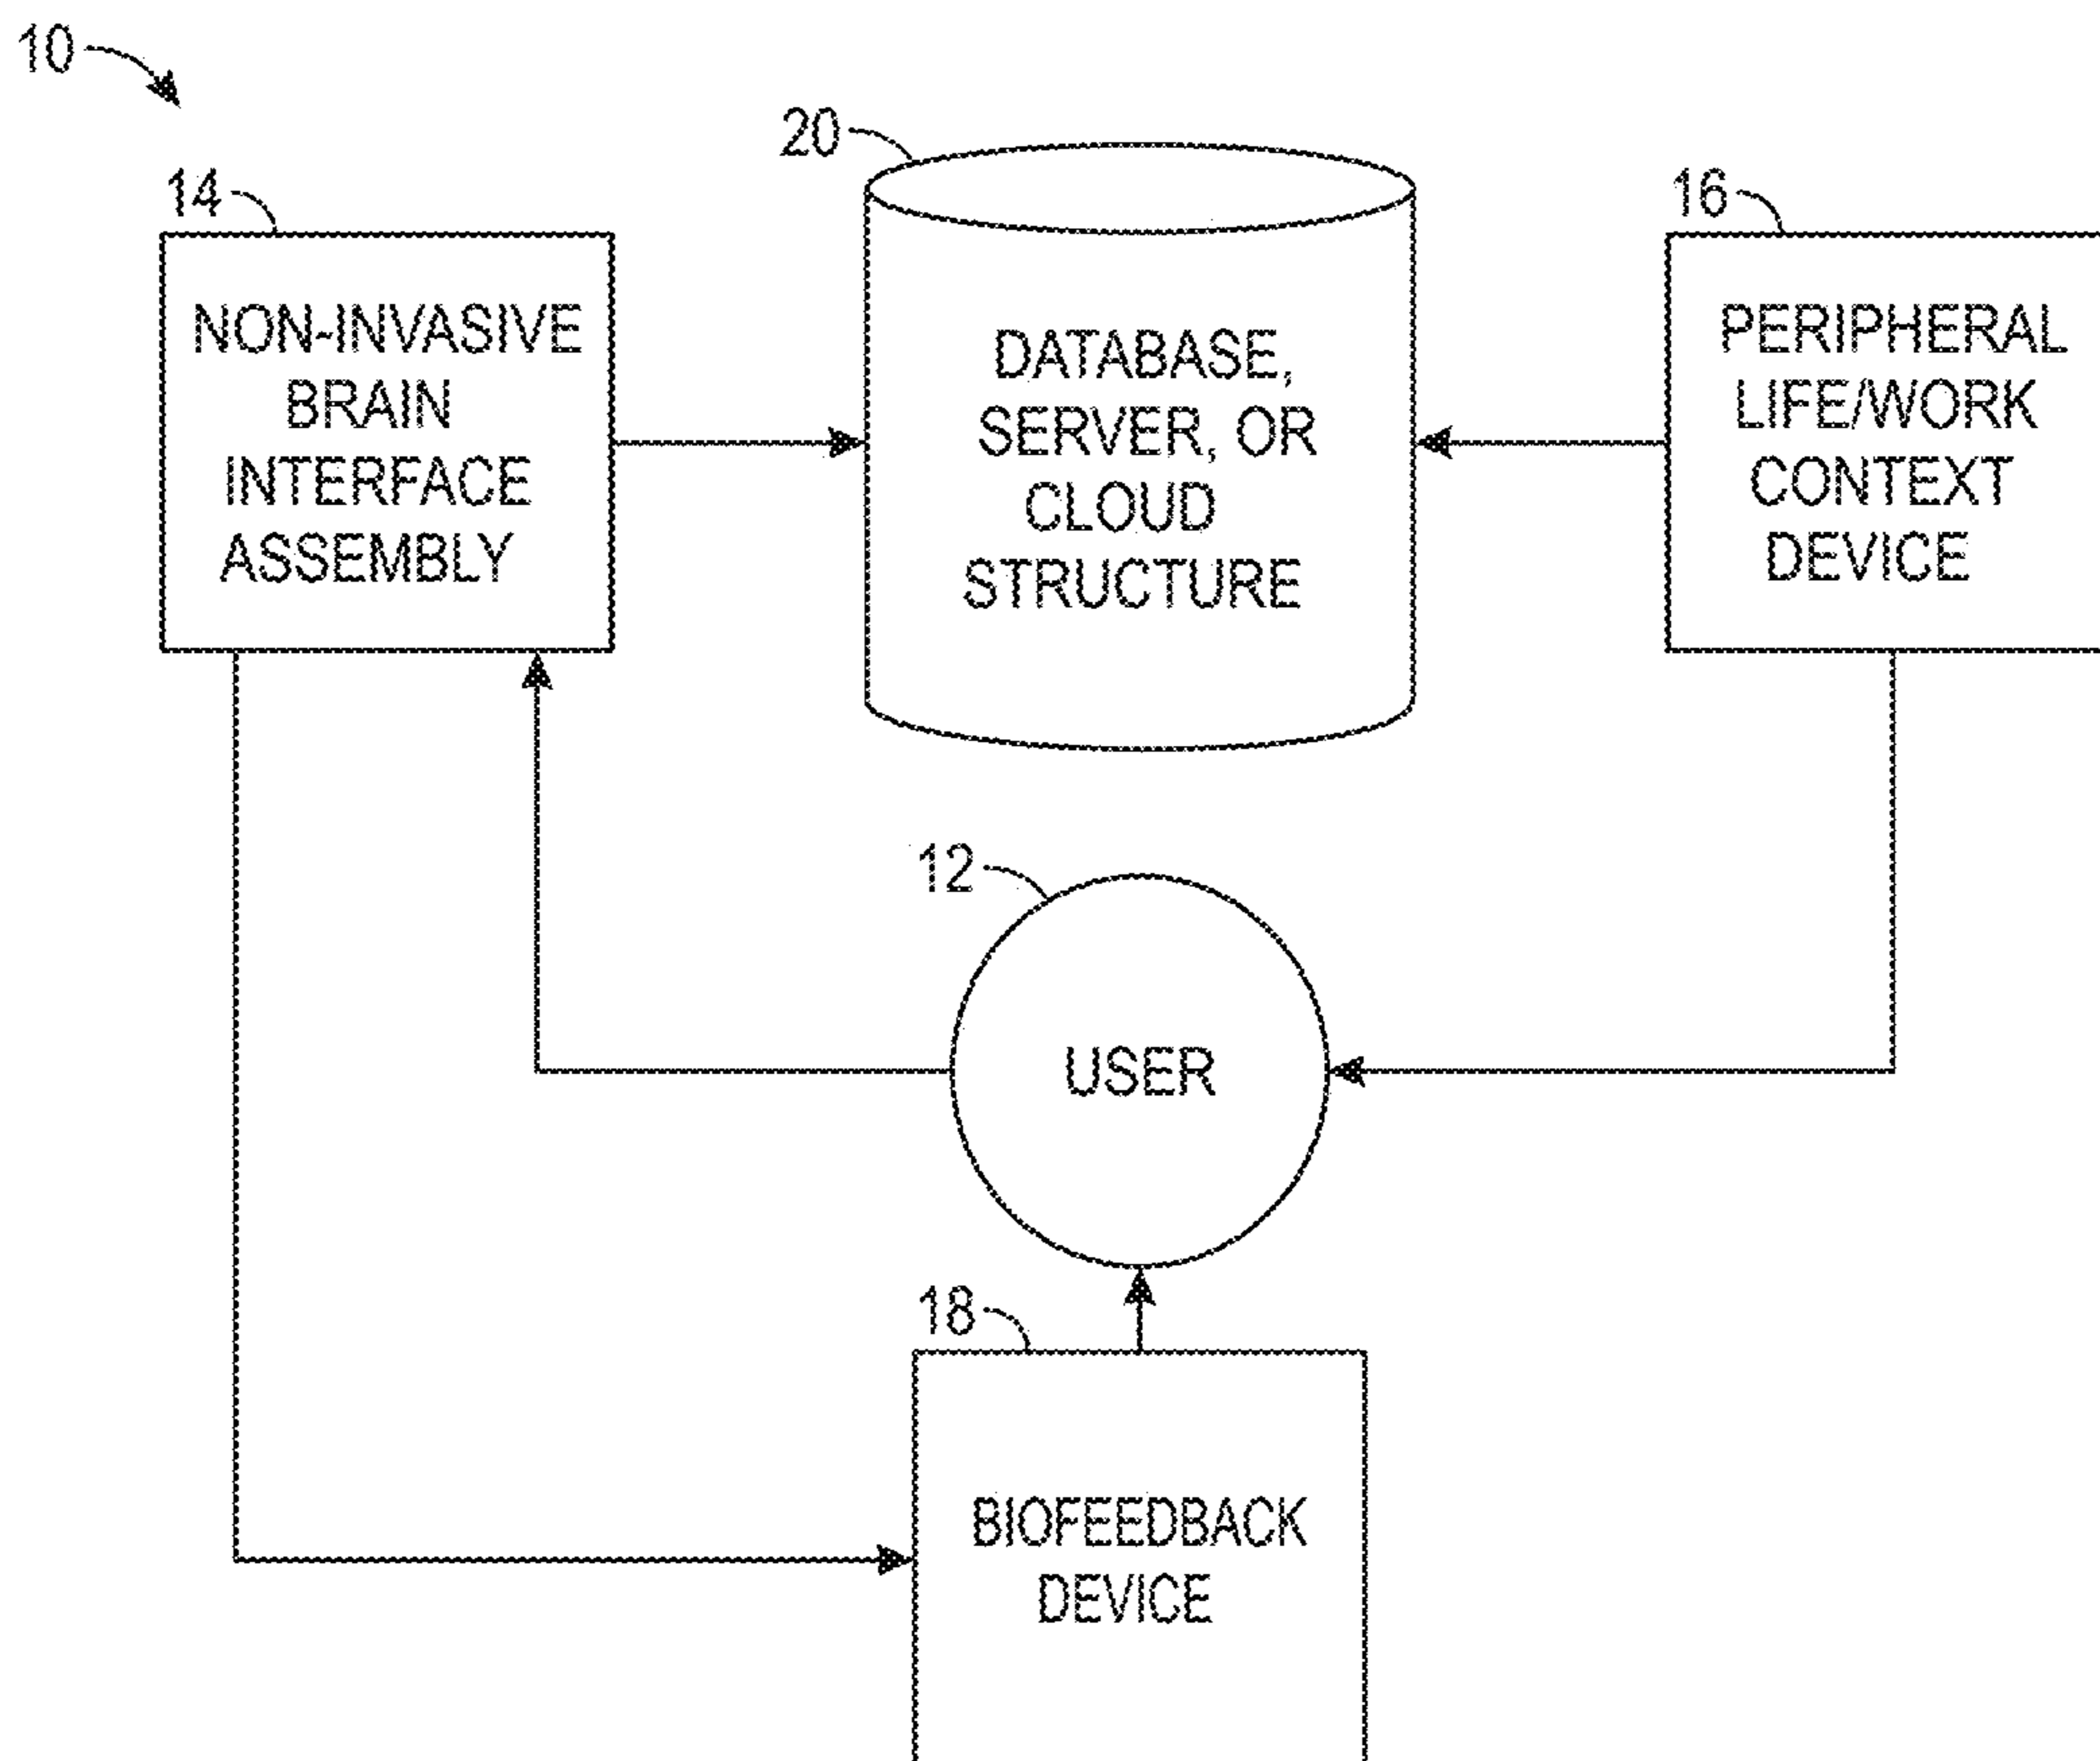 10
20
14
16
NON-INVASIVE
BRAIN
INTERFACE
ASSEMBLY
DATABASE,
SERVER, OR
CLOUD
STRUCTURE
PERIPHERAL
LIFE/WORK
CONTEXT
DEVICE
12
USER
18
BIOFEEDBACK
DEVICE